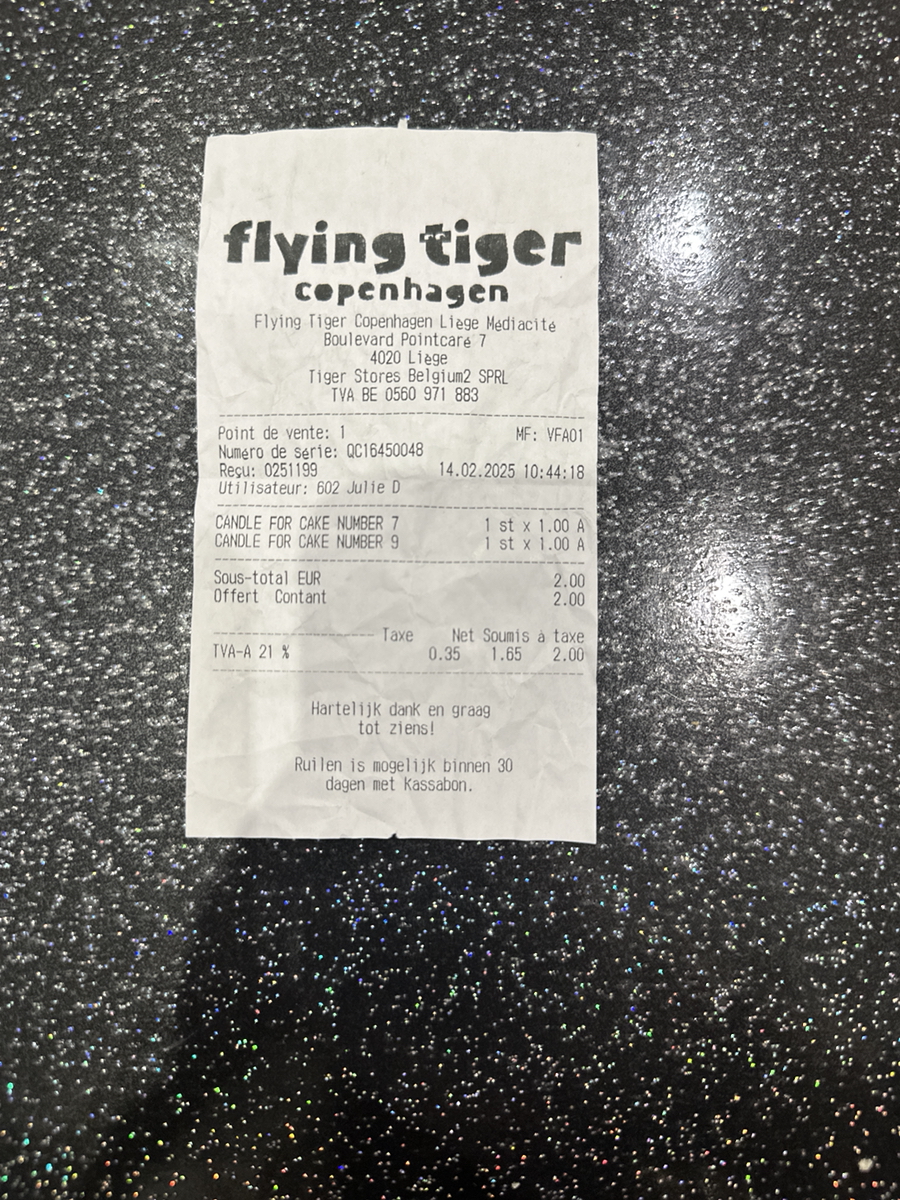 flying tiger
copenhagen
Flying Tiger Copenhagen Liège Médiacité
Boulevard Pointcaré 7
4020 Liège
Tiger Stores Belgium2 SPRL
TVA BE 0560 971 883
Point de vente: 1 MF: VFA01
Numéro de série: QC16450048
Reçu: 0251199 14.02.2025 10:44:18
Utilisateur: 602 Julie D
CANDLE FOR CAKE NUMBER 7 1 st x 1.00 A
CANDLE FOR CAKE NUMBER 9 1 st x 1.00 A
Sous-total EUR 2.00
Offert Contant 2.00
Taxe Net Soumis à taxe
TVA-A 21 % 0.35 1.65 2.00
Hartelijk dank en graag
tot ziens!
Ruilen is mogelijk binnen 30
dagen met Kassabon.